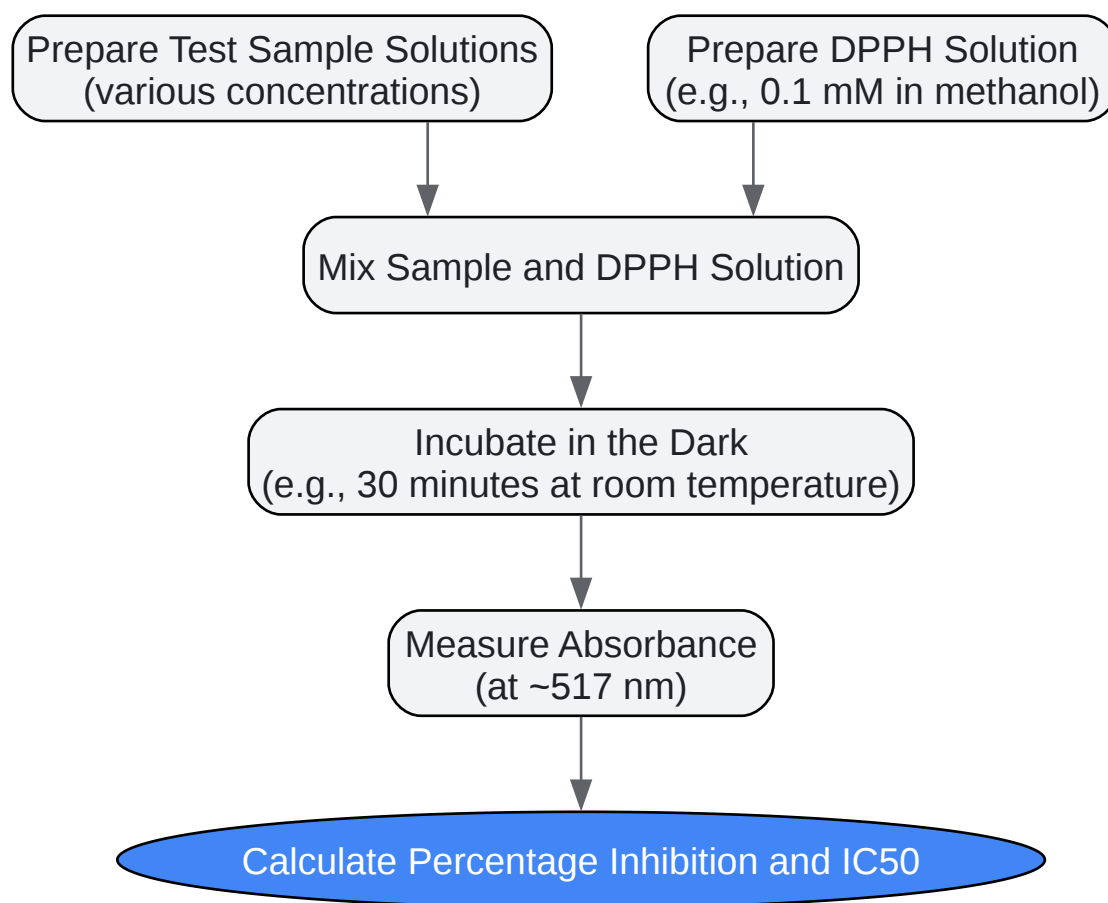 Prepare Test Sample Solutions
(various concentrations)
Prepare DPPH Solution
(e.g., 0.1 mM in methanol)
Mix Sample and DPPH Solution
Incubate in the Dark
(e.g., 30 minutes at room temperature)
Measure Absorbance
(at ~517 nm)
Calculate Percentage Inhibition and IC50